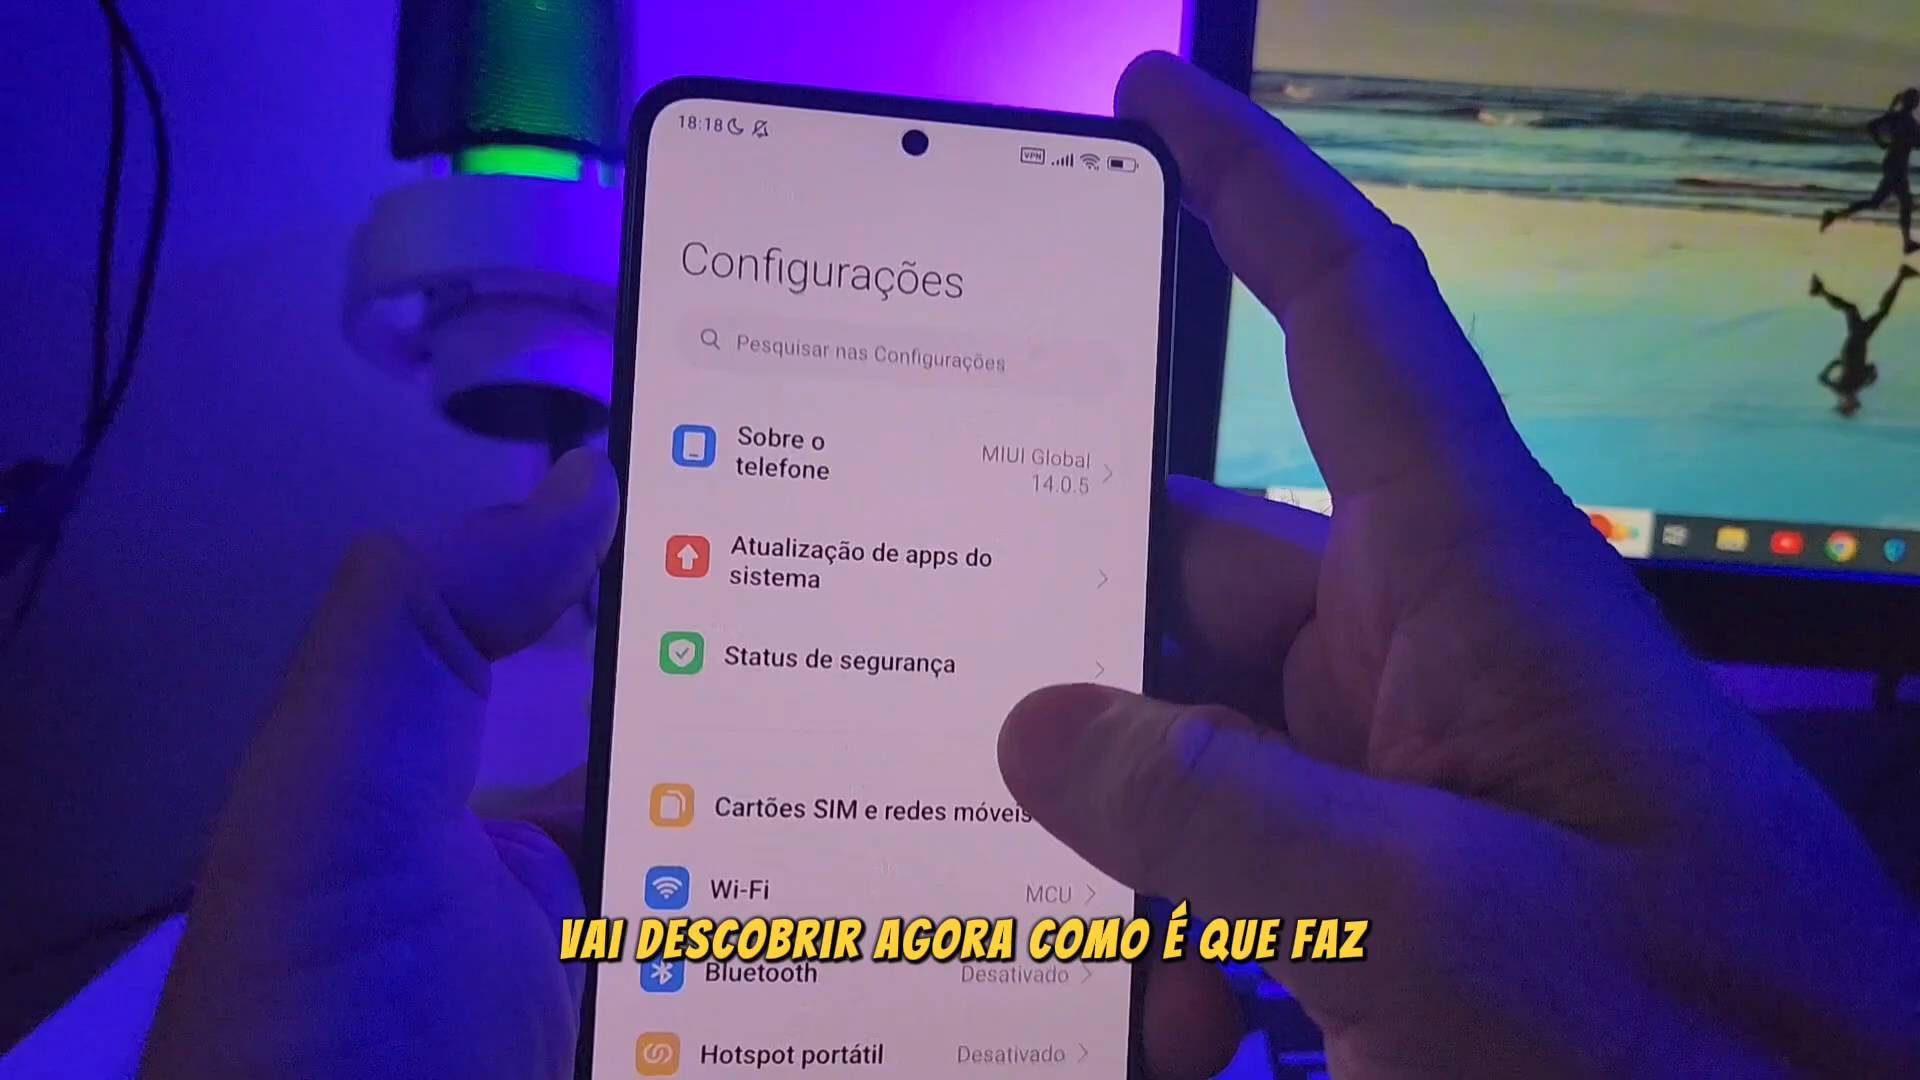 18:18
VPN
Configurações
Pesquisar nas Configurações
Sobre o
telefone
MIUI Global
14.0.5
Atualização de apps do
sistema
Status de segurança
Cartões SIM e redes móveis
Wi-Fi
MCU
VAI DESCOBRIR AGORA COMO É QUE FAZ
Bluetooth
Desativado
Hotspot portátil
Desativado